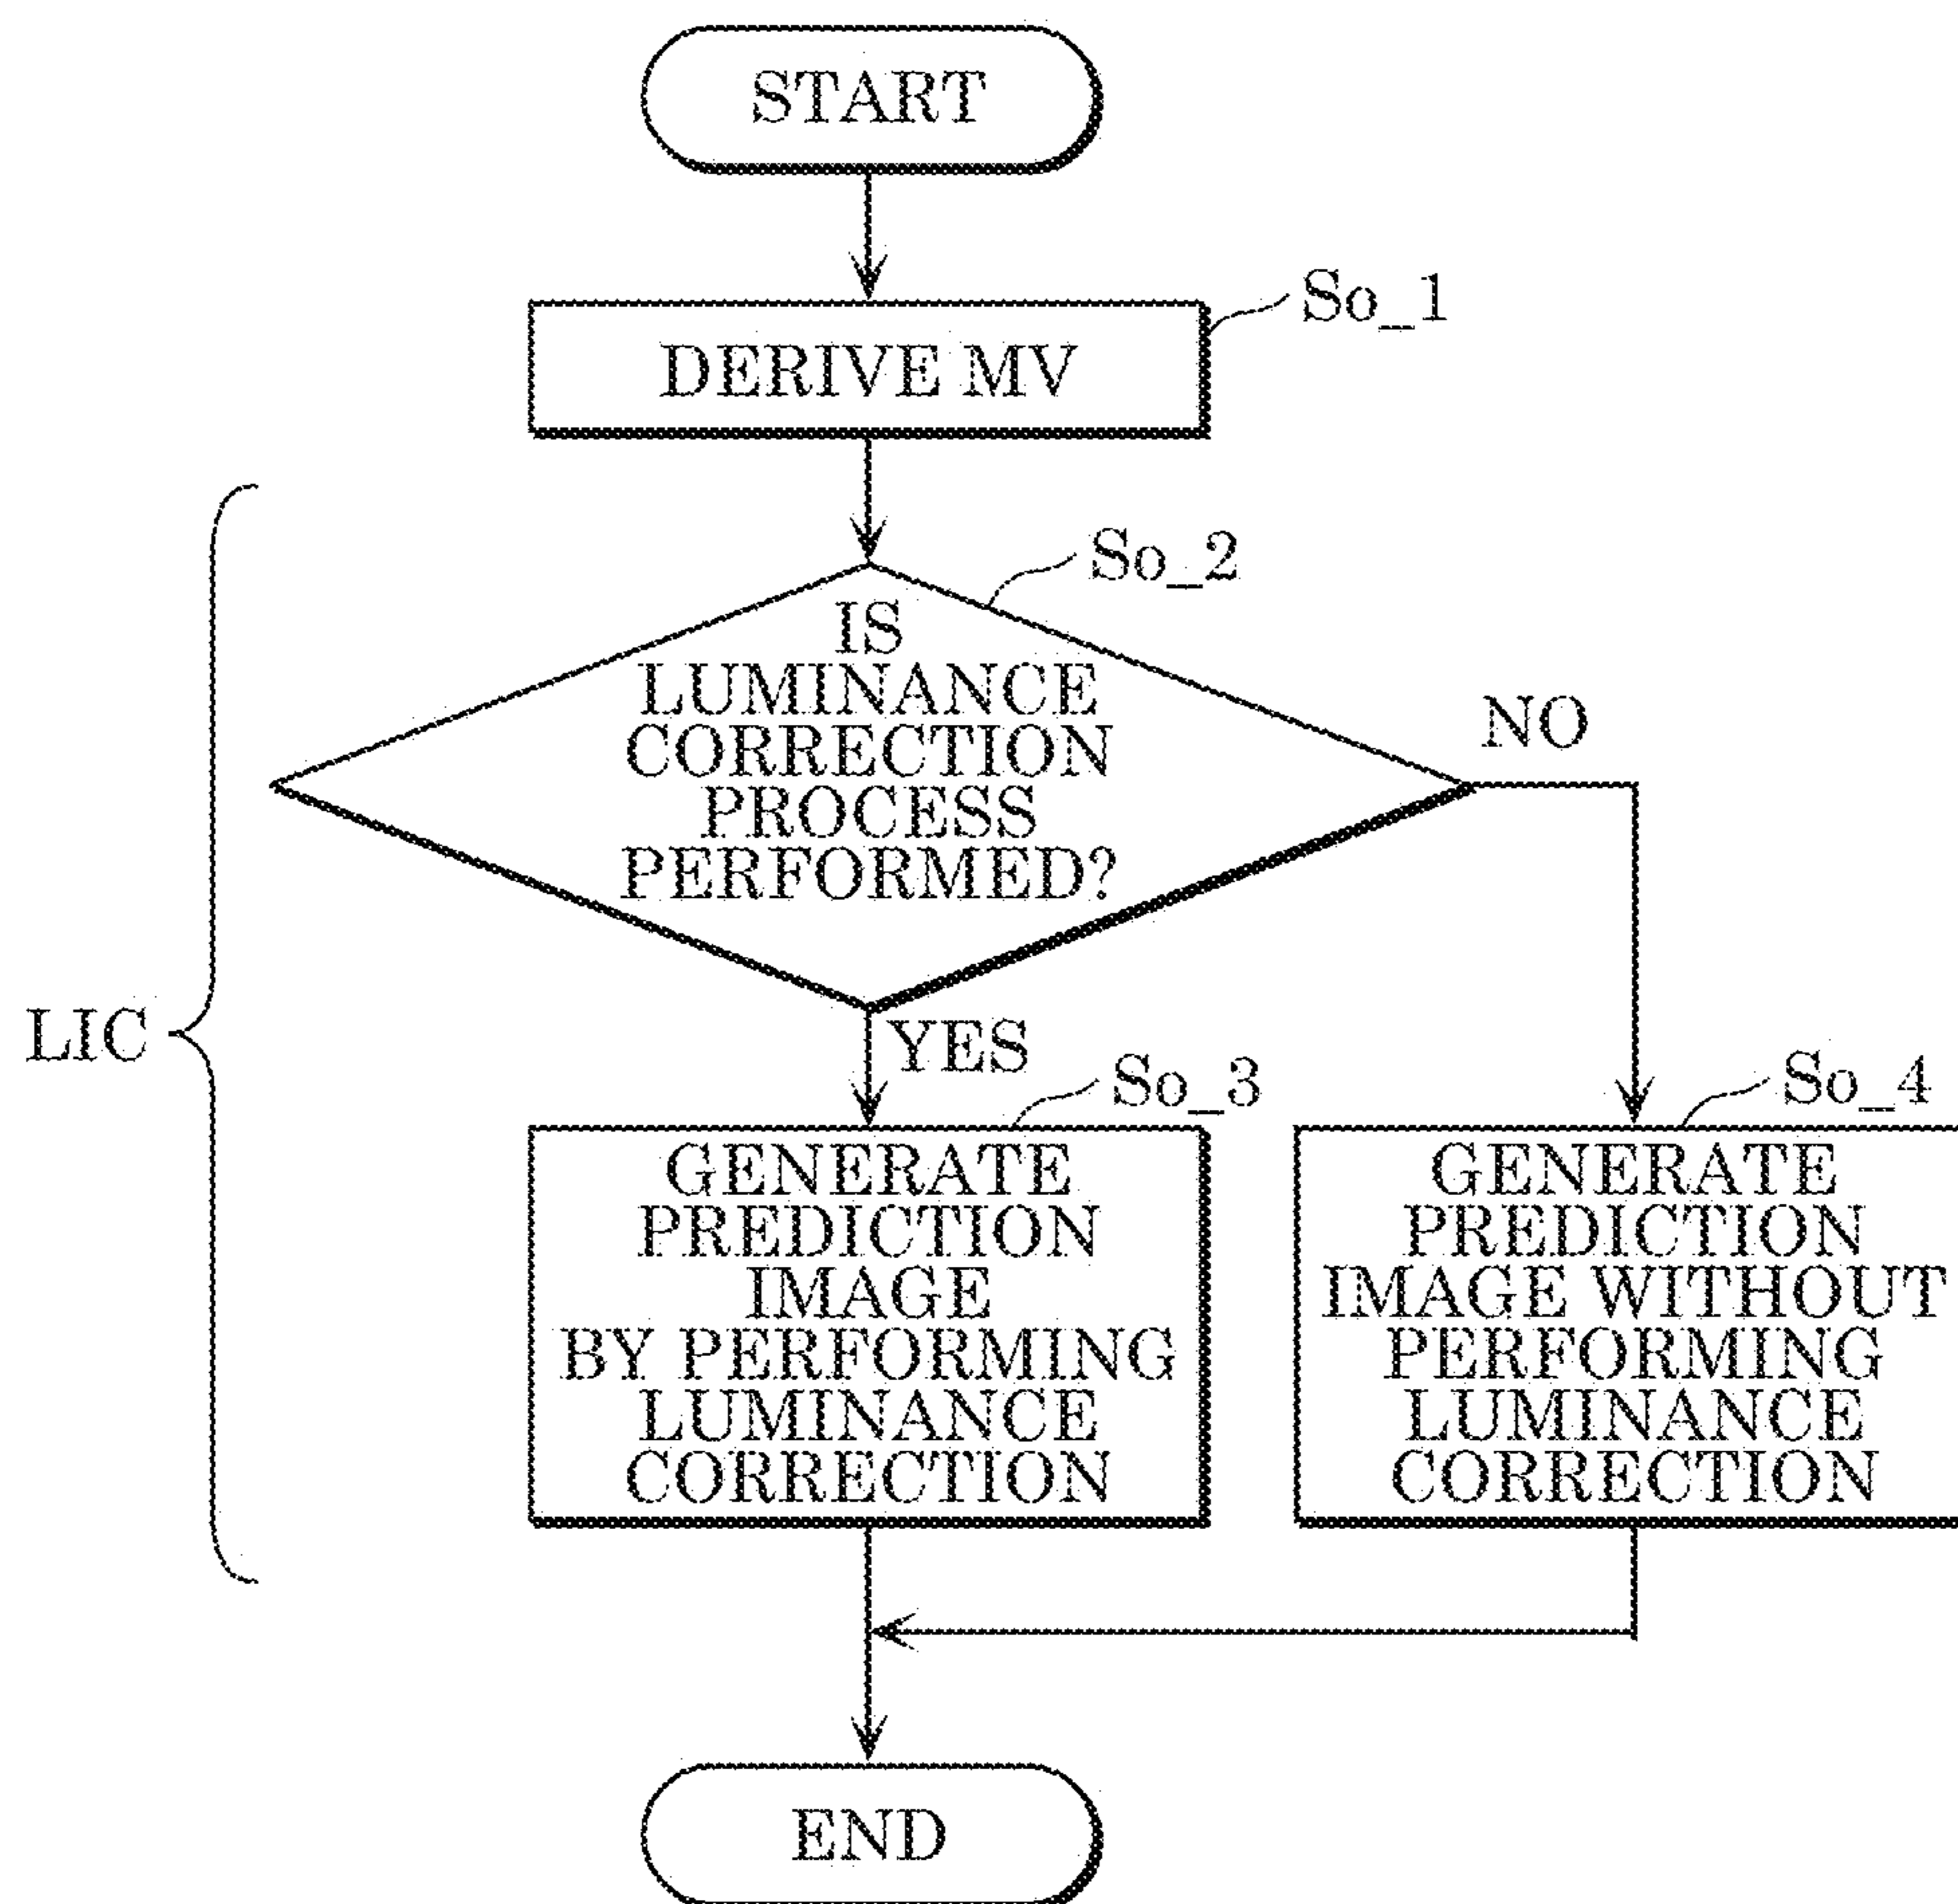 START
So_1
DERIVE MV
So_2
IS
LUMINANCE
CORRECTION
PROCESS
PERFORMED?
NO
LIC
YES
So_3
GENERATE
PREDICTION
IMAGE
BY PERFORMING
LUMINANCE
CORRECTION
So_4
GENERATE
PREDICTION
IMAGE WITHOUT
PERFORMING
LUMINANCE
CORRECTION
END